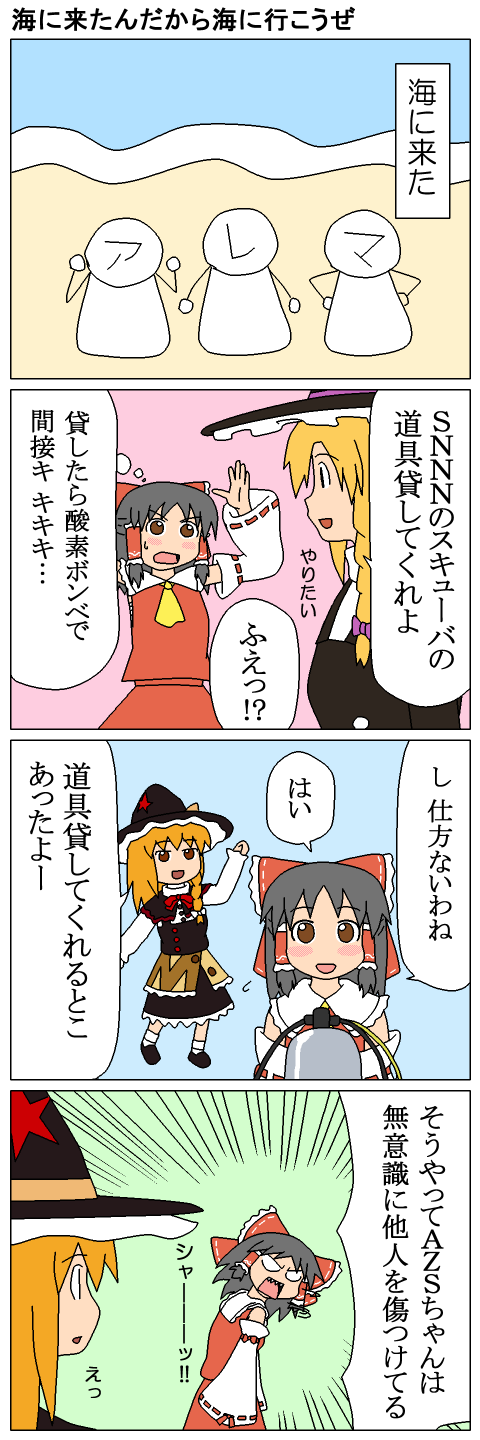 海に来たんだから海に行こうぜ
海に来た
ア
レ
マ
SNNNのスキューバの
道具貸してくれよ
やりたい
ふえっ!?
貸したら酸素ボンベで
間接キ キキキ…
し 仕方ないわね
はい
道具貸してくれるとこ
あったよー
そうやってAZSちゃんは
無意識に他人を傷つけてる
シャーーーッ!!
えっ